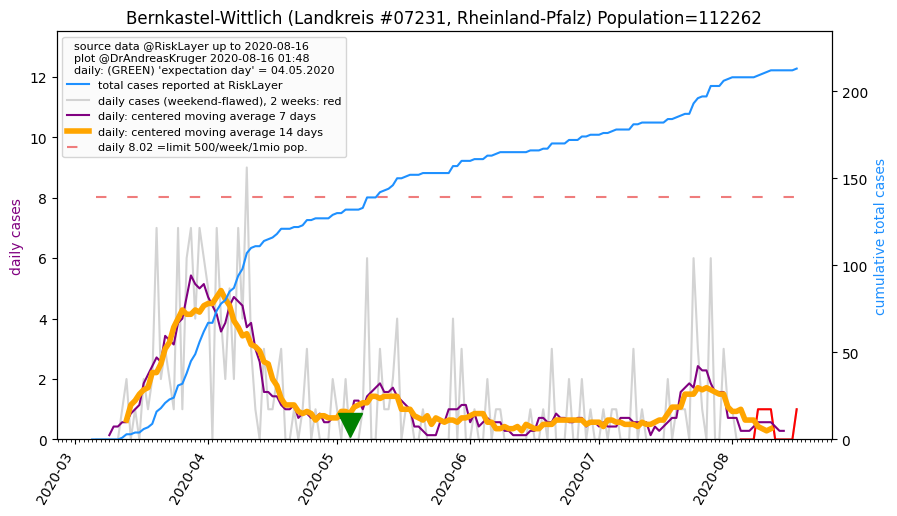 Bernkastel-Wittlich (Landkreis #07231, Rheinland-Pfalz) Population=112262
source data @RiskLayer up to 2020-08-16
plot @DrAndreasKruger 2020-08-16 01:48
daily: (GREEN) 'expectation day' = 04.05.2020
total cases reported at RiskLayer
daily cases (weekend-flawed), 2 weeks: red
daily: centered moving average 7 days
daily: centered moving average 14 days
daily 8.02 =limit 500/week/1mio pop.
daily cases
0
2
4
6
8
10
12
cumulative total cases
0
50
100
150
200
2020-03
2020-04
2020-05
2020-06
2020-07
2020-08